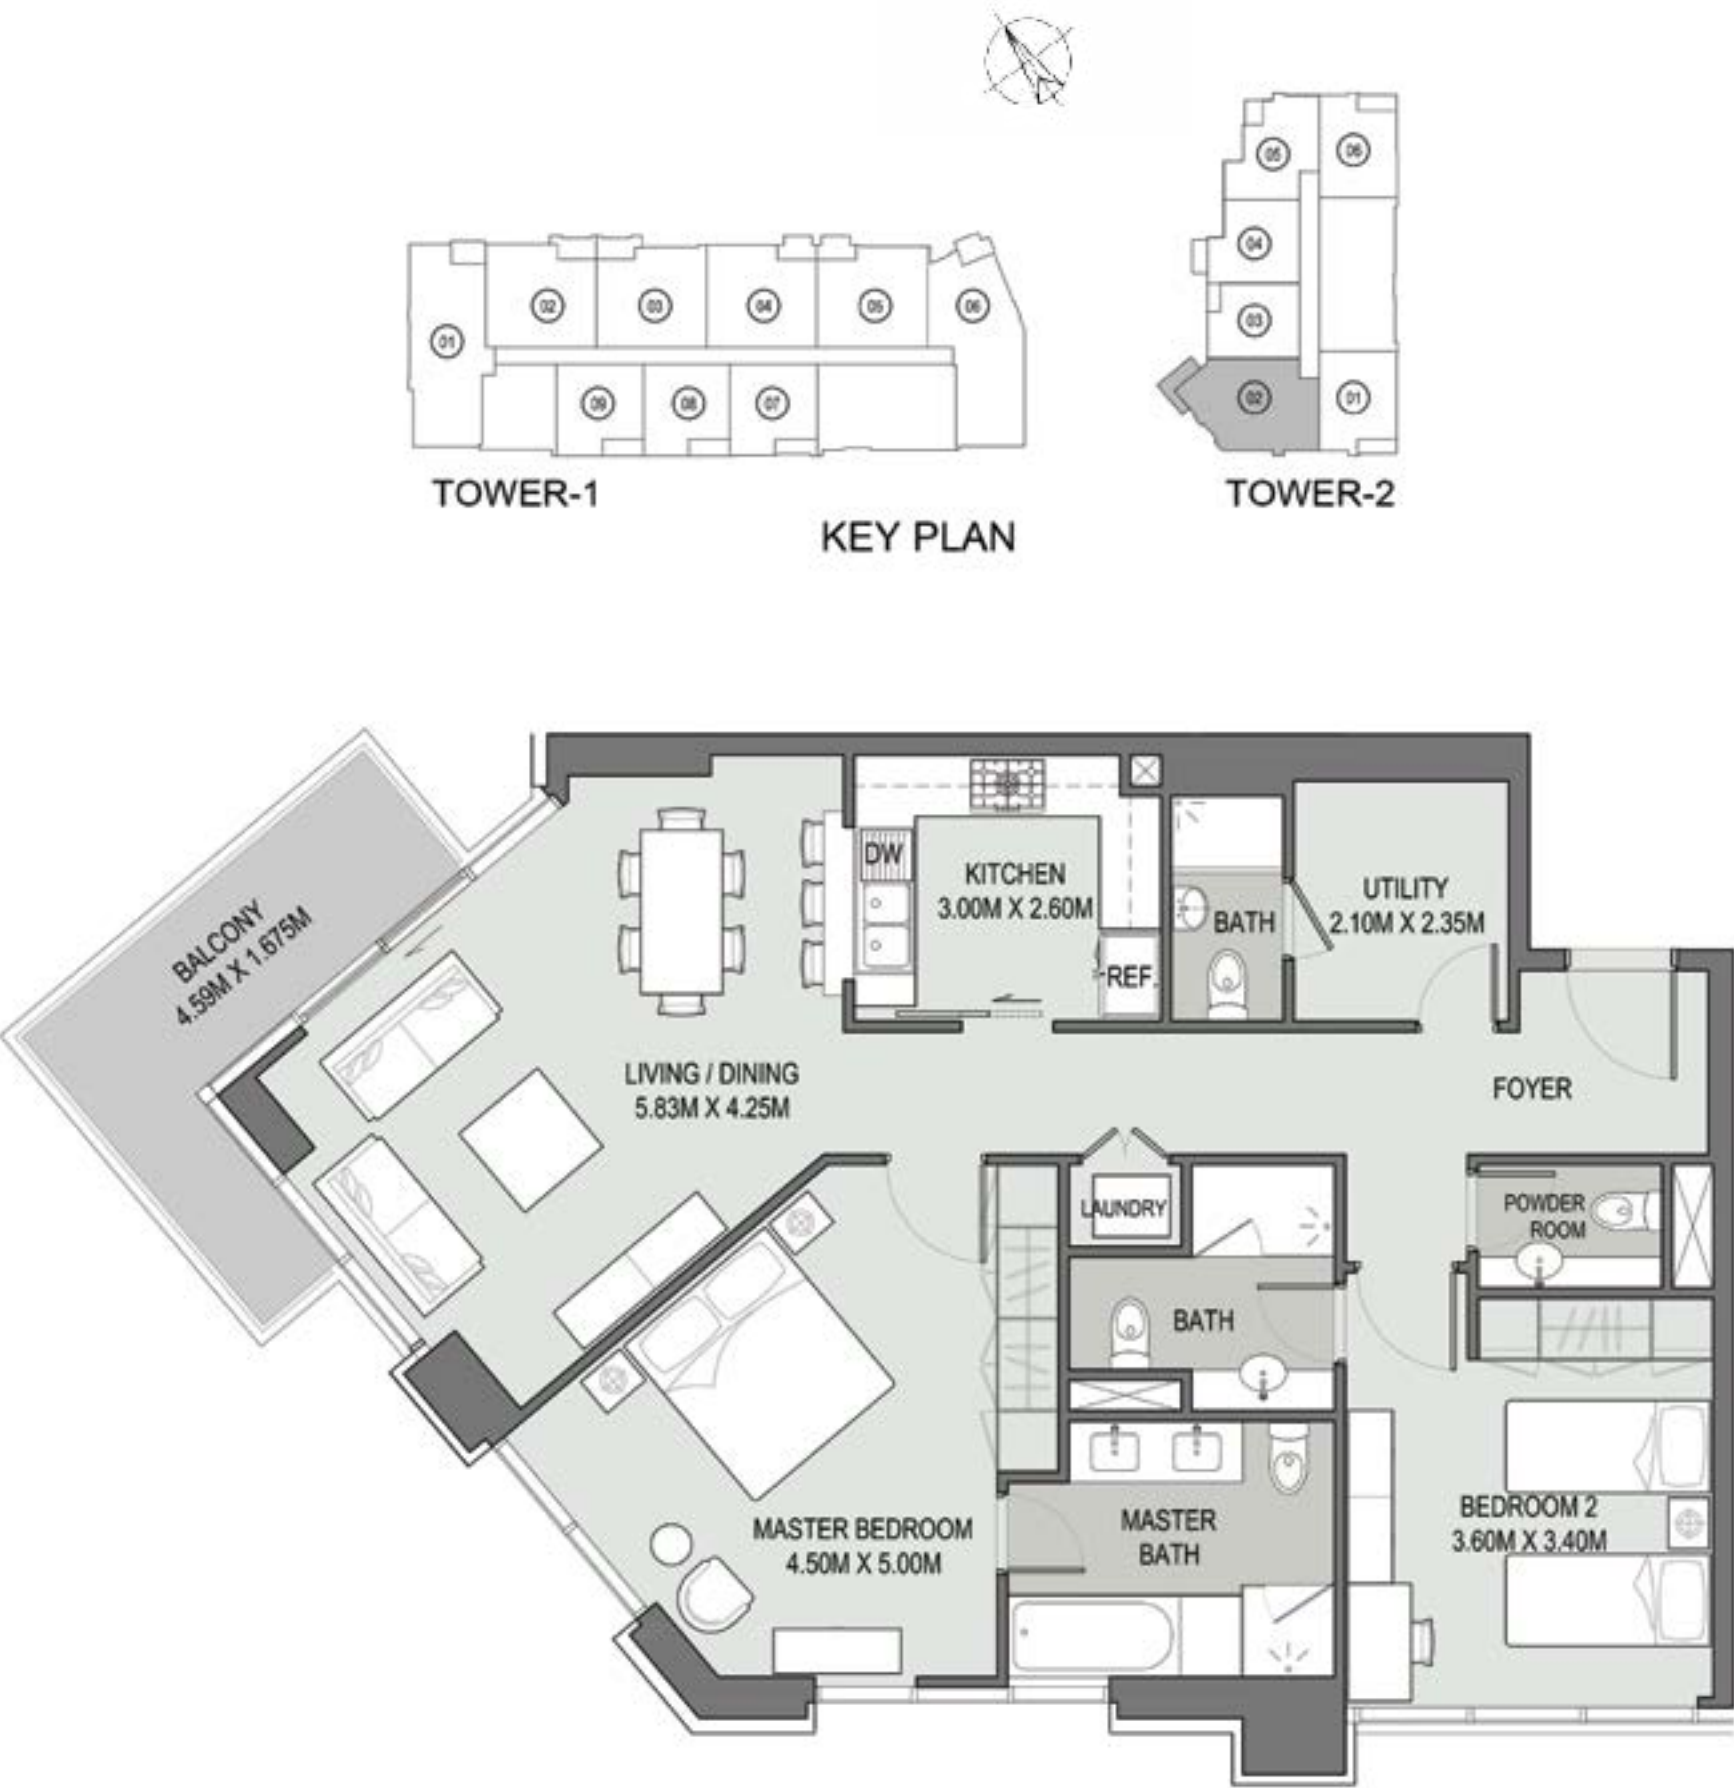 05
06
04
03
02
01
01
02
03
04
05
06
09
08
07
TOWER-1
TOWER-2
KEY PLAN
BALCONY
4.59M X 1.675M
DW
KITCHEN
3.00M X 2.60M
REF.
BATH
UTILITY
2.10M X 2.35M
LIVING / DINING
5.83M X 4.25M
FOYER
LAUNDRY
POWDER
ROOM
BATH
MASTER BEDROOM
4.50M X 5.00M
MASTER
BATH
BEDROOM 2
3.60M X 3.40M